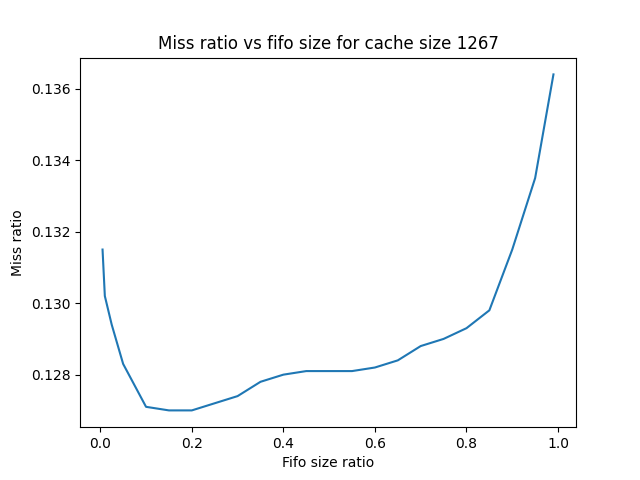 Miss ratio vs fifo size for cache size 1267
0.136
0.134
0.132
0.130
0.128
Miss ratio
0.0 0.2 0.4 0.6 0.8 1.0
Fifo size ratio